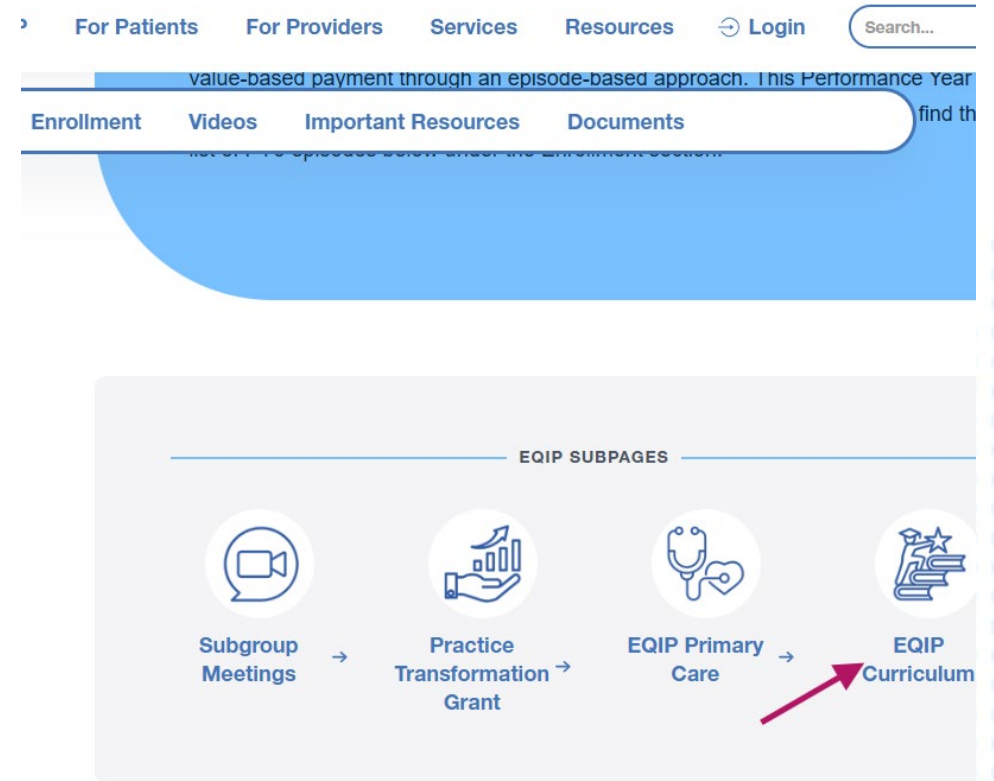 For Patients For Providers Services Resources Login Search...
value-based payment through an episode-based approach. This Performance Year
Enrollment Videos Important Resources Documents
find th
EQIP SUBPAGES
Subgroup
Meetings
Practice
Transformation
Grant
EQIP Primary
Care
EQIP
Curriculum